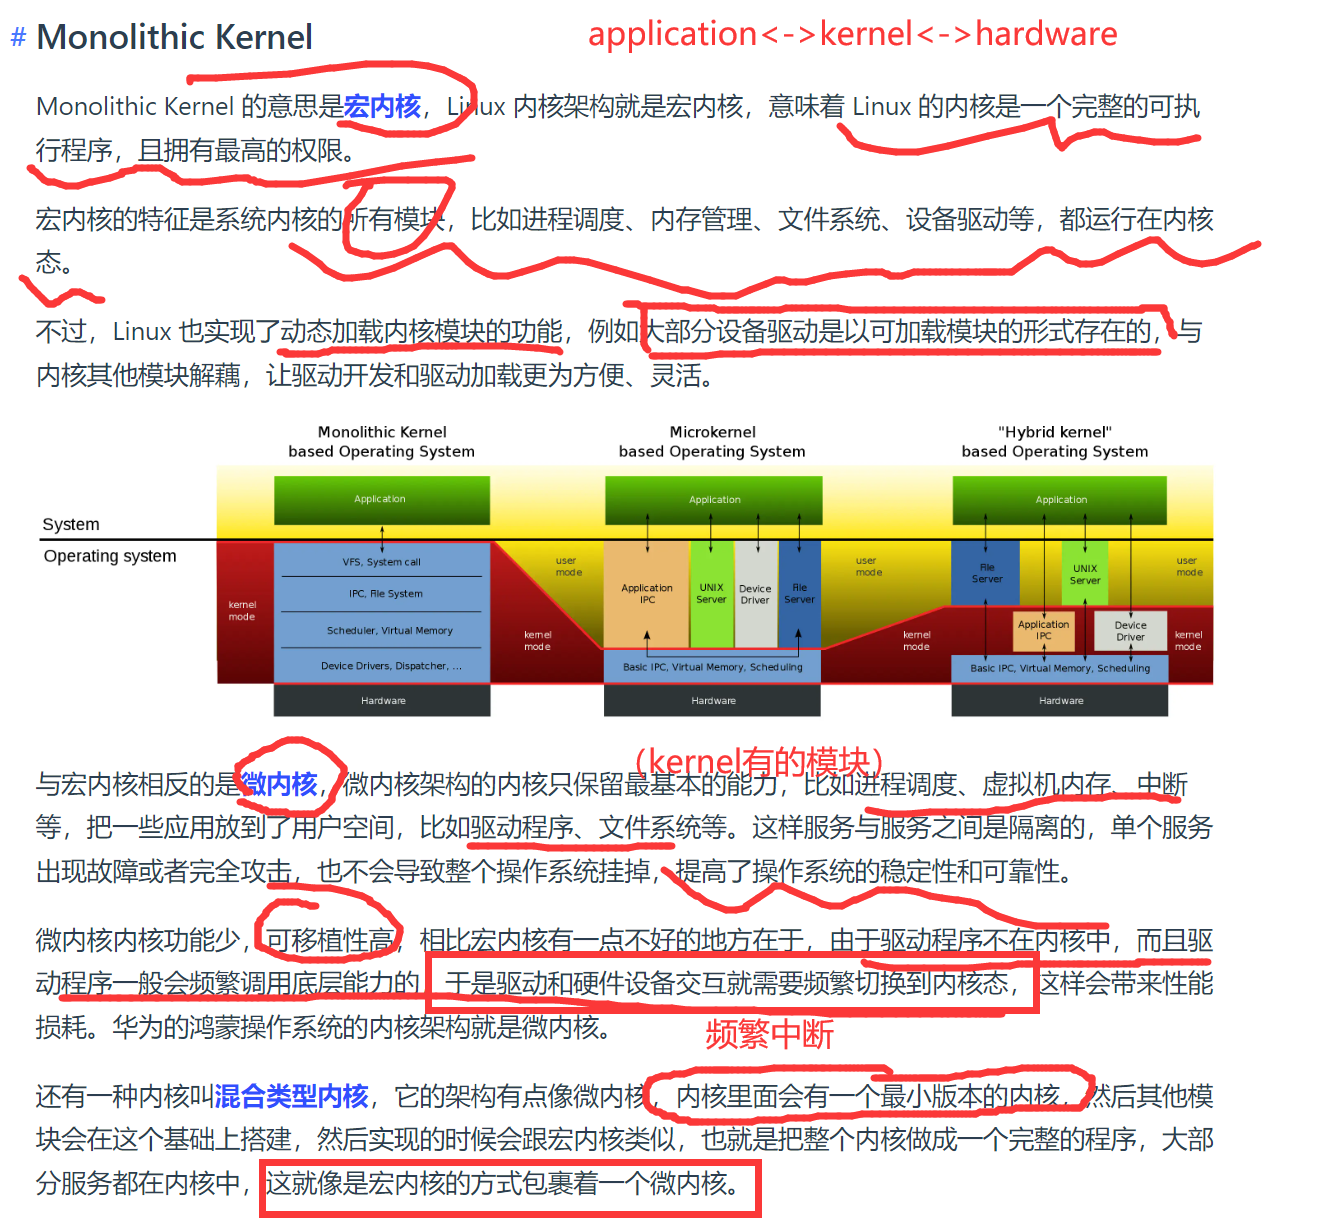 # Monolithic Kernel
application<->kernel<->hardware
Monolithic Kernel 的意思是宏内核，Linux 内核架构就是宏内核，意味着 Linux 的内核是一个完整的可执
行程序，且拥有最高的权限。
宏内核的特征是系统内核的所有模块，比如进程调度、内存管理、文件系统、设备驱动等，都运行在内核
态。
不过，Linux 也实现了动态加载内核模块的功能，例如大部分设备驱动是以可加载模块的形式存在的，与
内核其他模块解藕，让驱动开发和驱动加载更为方便、灵活。
Monolithic Kernel
based Operating System
Microkernel
based Operating System
"Hybrid kernel"
based Operating System
Application
Application
Application
System
Operating system
kernel
mode
VFS, System call
IPC, File System
Scheduler, Virtual Memory
Device Drivers, Dispatcher, ...
Hardware
user
mode
kernel
mode
Application
IPC
UNIX
Server
Device
Driver
File
Server
Basic IPC, Virtual Memory, Scheduling
Hardware
user
mode
kernel
mode
File
Server
UNIX
Server
Application
IPC
Device
Driver
Basic IPC, Virtual Memory, Scheduling
Hardware
user
mode
kernel
mode
（kernel有的模块）
与宏内核相反的是微内核，微内核架构的内核只保留最基本的能力，比如进程调度、虚拟机内存、中断
等，把一些应用放到了用户空间，比如驱动程序、文件系统等。这样服务与服务之间是隔离的，单个服务
出现故障或者完全攻击，也不会导致整个操作系统挂掉，提高了操作系统的稳定性和可靠性。
微内核内核功能少，可移植性高，相比宏内核有一点不好的地方在于，由于驱动程序不在内核中，而且驱
动程序一般会频繁调用底层能力的，于是驱动和硬件设备交互就需要频繁切换到内核态，这样会带来性能
损耗。华为的鸿蒙操作系统的内核架构就是微内核。
频繁中断
还有一种内核叫混合类型内核，它的架构有点像微内核，内核里面会有一个最小版本的内核，然后其他模
块会在这个基础上搭建，然后实现的时候会跟宏内核类似，也就是把整个内核做成一个完整的程序，大部
分服务都在内核中，这就像是宏内核的方式包裹着一个微内核。